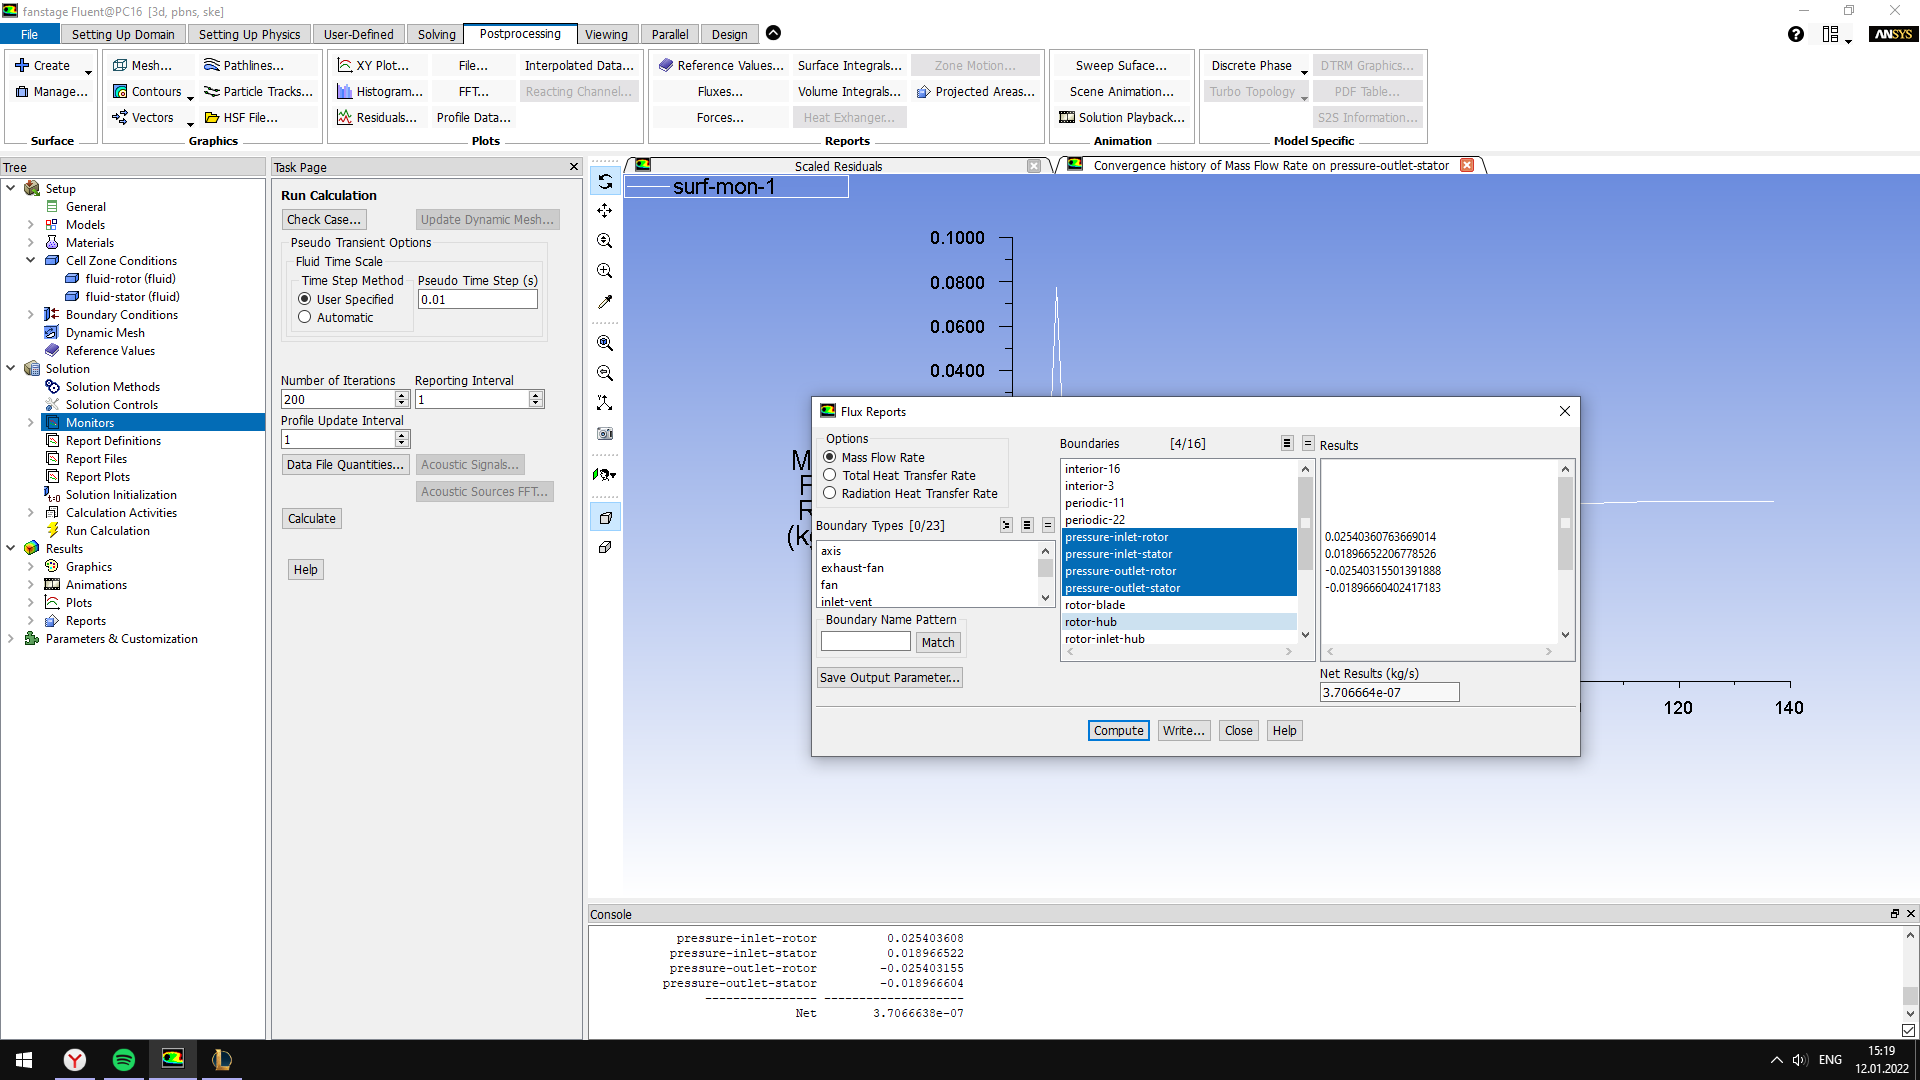 fanstage Fluent@PC16 [3d, pbns, ske]
File
Setting Up Domain
Setting Up Physics
User-Defined
Solving
Postprocessing
Viewing
Parallel
Design
ANSYS
Create
Manage...
Surface
Mesh...
Contours
Vectors
Pathlines...
Particle Tracks...
HSF File...
Graphics
XY Plot...
Histogram...
Residuals...
File...
FFT...
Profile Data...
Interpolated Data...
Reacting Channel...
Plots
Reference Values...
Fluxes...
Forces...
Surface Integrals...
Volume Integrals...
Heat Exhanger...
Zone Motion...
Projected Areas...
Reports
Sweep Suface...
Scene Animation...
Solution Playback...
Animation
Discrete Phase
Turbo Topology
DTRM Graphics...
PDF Table...
S2S Information...
Model Specific
Tree
Setup
General
Models
Materials
Cell Zone Conditions
fluid-rotor (fluid)
fluid-stator (fluid)
Boundary Conditions
Dynamic Mesh
Reference Values
Solution
Solution Methods
Solution Controls
Monitors
Report Definitions
Report Files
Report Plots
Solution Initialization
Calculation Activities
Run Calculation
Results
Graphics
Animations
Plots
Reports
Parameters & Customization
Task Page
Run Calculation
Check Case...
Update Dynamic Mesh...
Pseudo Transient Options
Fluid Time Scale
Time Step Method
User Specified
Automatic
Pseudo Time Step (s)
0.01
Number of Iterations
200
Reporting Interval
1
Profile Update Interval
1
Data File Quantities...
Acoustic Signals...
Acoustic Sources FFT...
Calculate
Help
Scaled Residuals
Convergence history of Mass Flow Rate on pressure-outlet-stator
surf-mon-1
0.1000
0.0800
0.0600
0.0400
M
F
R
(k
120
140
Flux Reports
Options
Mass Flow Rate
Total Heat Transfer Rate
Radiation Heat Transfer Rate
Boundary Types [0/23]
axis
exhaust-fan
fan
inlet-vent
Boundary Name Pattern
Match
Save Output Parameter...
Boundaries [4/16]
interior-16
interior-3
periodic-11
periodic-22
pressure-inlet-rotor
pressure-inlet-stator
pressure-outlet-rotor
pressure-outlet-stator
rotor-blade
rotor-hub
rotor-inlet-hub
Results
0.02540360763669014
0.01896652206778526
-0.02540315501391888
-0.01896660402417183
Net Results (kg/s)
3.706664e-07
Compute
Write...
Close
Help
Console
pressure-inlet-rotor 0.025403608
pressure-inlet-stator 0.018966522
pressure-outlet-rotor -0.025403155
pressure-outlet-stator -0.018966604
---------------- --------------------
Net 3.7066638e-07
ENG
15:19
12.01.2022